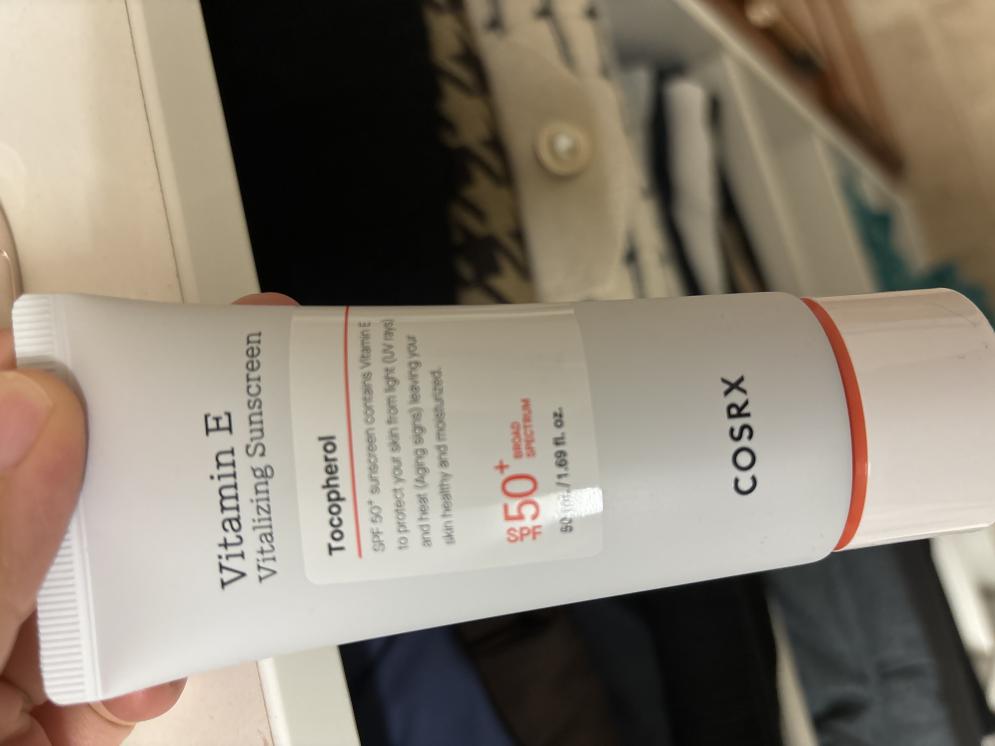 Vitamin E
Vitalizing Sunscreen
Tocopherol
SPF 50+ sunscreen contains Vitamin E
to protect your skin from light (UV rays)
and heat (Aging signs) leaving your
skin healthy and moisturized.
SPF 50+ BROAD SPECTRUM
50 / 1.69 fl. oz.
COSRX